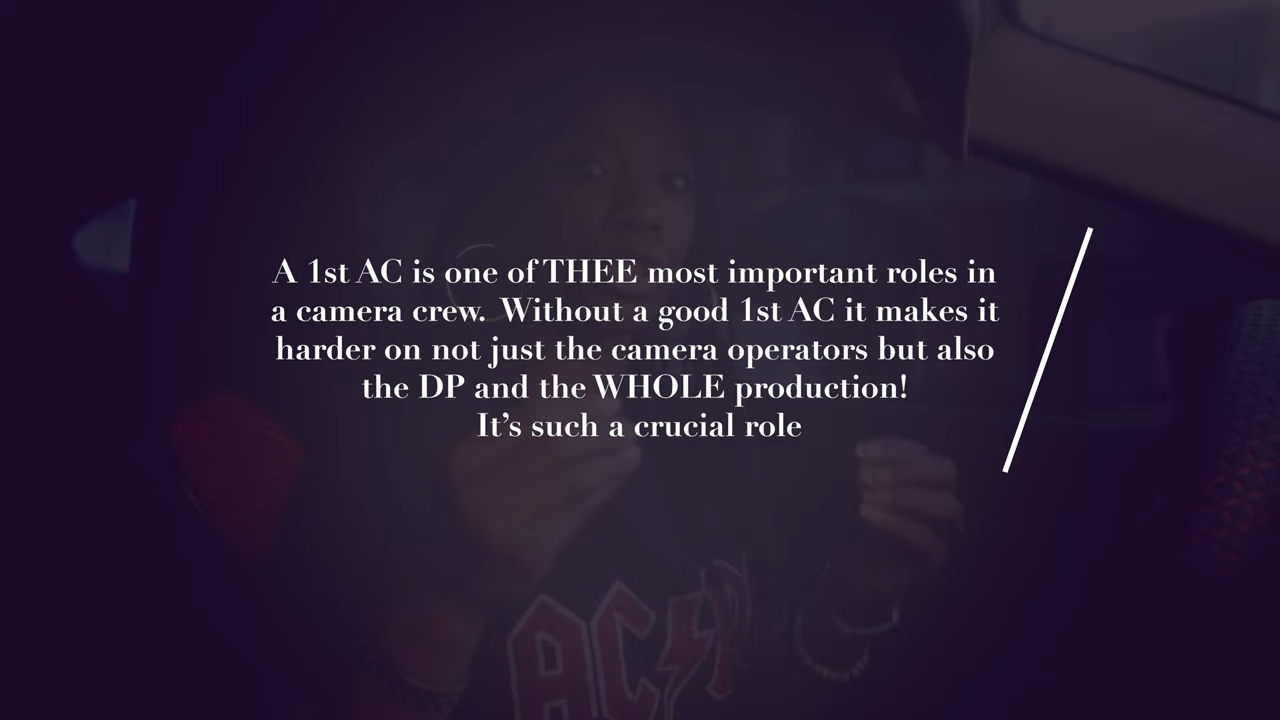 A 1st AC is one of THEE most important roles in
a camera crew. Without a good 1st AC it makes it
harder on not just the camera operators but also
the DP and the WHOLE production!
It's such a crucial role
AC